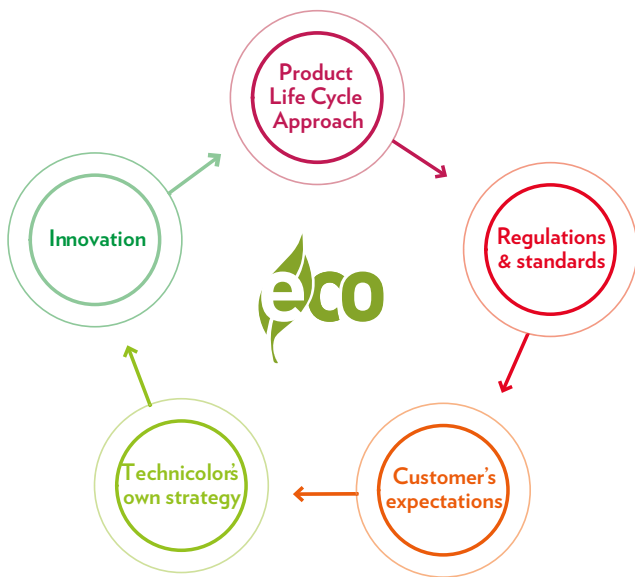 Product
Life Cycle
Approach
Innovation
Regulations
& standards
eco
Technicolor's
own strategy
Customer's
expectations